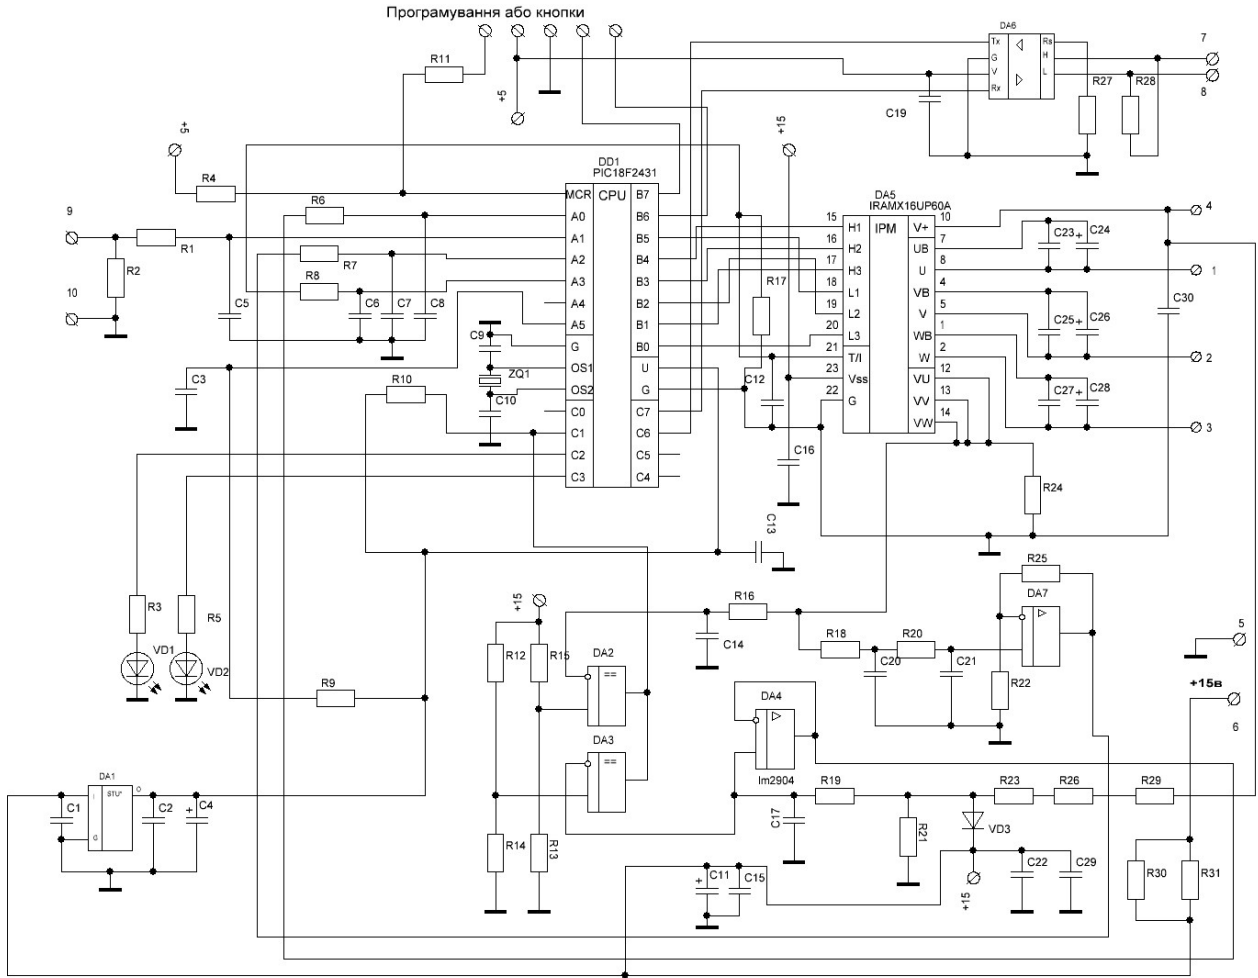 Програмування або кнопки
DA6
Tx
G
V
Rx
Rs
H
L
7
8
R11
+5
C19
R27
R28
+5
+15
R4
DD1
PIC18F2431
CPU
MCR
A0
A1
A2
A3
A4
A5
G
OS1
OS2
C0
C1
C2
C3
B7
B6
B5
B4
B3
B2
B1
B0
U
G
C7
C6
C5
C4
R6
9
R1
R2
10
R7
R8
C5
C6
C7
C8
C9
ZQ1
C10
C3
R10
R17
C12
C16
C13
DA5
IRAMX16UP60A
IPM
15
16
17
18
19
20
21
23
22
H1
H2
H3
L1
L2
L3
T/I
Vss
G
V+
UB
U
VB
V
WB
W
VU
VV
VW
10
7
8
4
5
1
2
12
13
14
C23
+
C24
C25
+
C26
C27
+
C28
C30
4
1
2
3
R24
R3
R5
VD1
VD2
R9
+15
R12
R15
DA2
==
DA3
==
R14
R13
R16
C14
R18
R20
C20
C21
R25
DA7
R22
DA4
lm2904
5
+15в
6
DA1
STU*
I
O
G
C1
C2
+
C4
R19
C17
R21
R23
R26
R29
VD3
+15
+
C11
C15
C22
C29
R30
R31